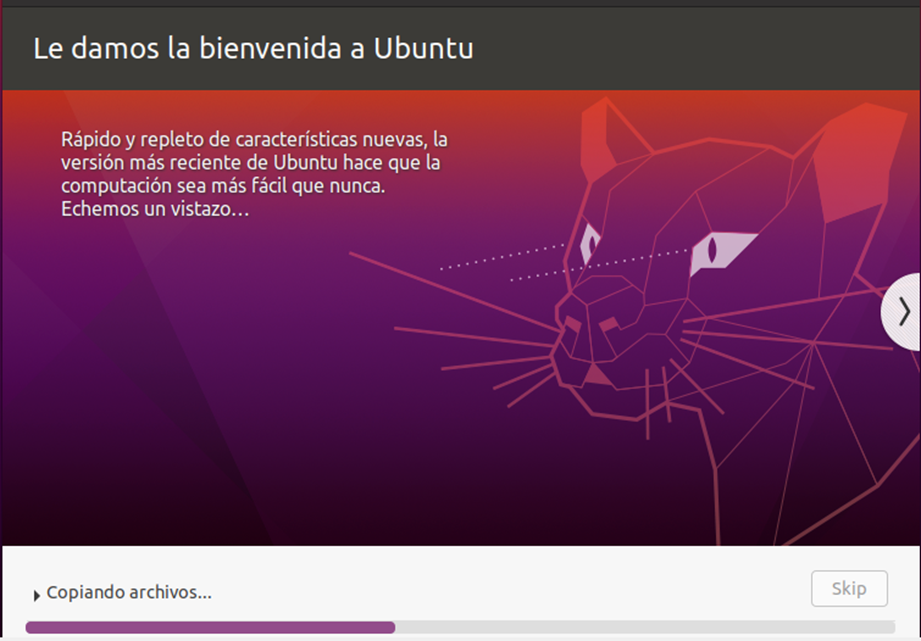 Le damos la bienvenida a Ubuntu
Rápido y repleto de características nuevas, la
versión más reciente de Ubuntu hace que la
computación sea más fácil que nunca.
Echemos un vistazo...
Copiando archivos...
Skip